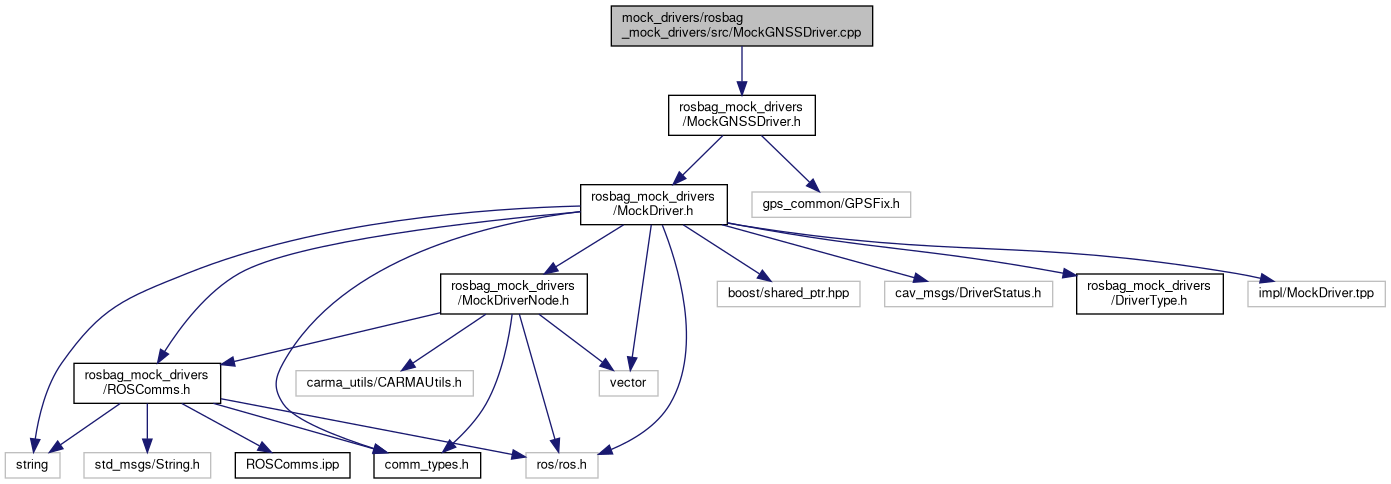 mock_drivers/rosbag
_mock_drivers/src/MockGNSSDriver.cpp
rosbag_mock_drivers
/MockGNSSDriver.h
rosbag_mock_drivers
/MockDriver.h
gps_common/GPSFix.h
rosbag_mock_drivers
/MockDriverNode.h
boost/shared_ptr.hpp
cav_msgs/DriverStatus.h
rosbag_mock_drivers
/DriverType.h
impl/MockDriver.tpp
rosbag_mock_drivers
/ROSComms.h
carma_utils/CARMAUtils.h
vector
string
std_msgs/String.h
ROSComms.ipp
comm_types.h
ros/ros.h